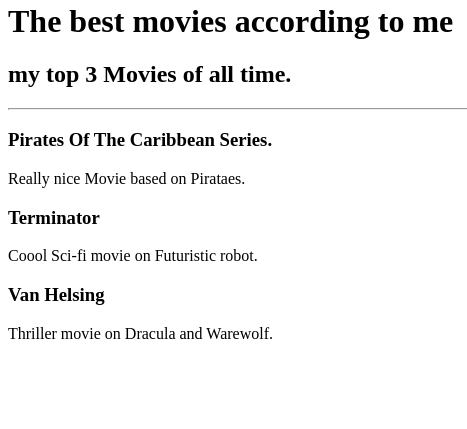 The best movies according to me
my top 3 Movies of all time.
Pirates Of The Caribbean Series.
Really nice Movie based on Pirataes.
Terminator
Coool Sci-fi movie on Futuristic robot.
Van Helsing
Thriller movie on Dracula and Warewolf.